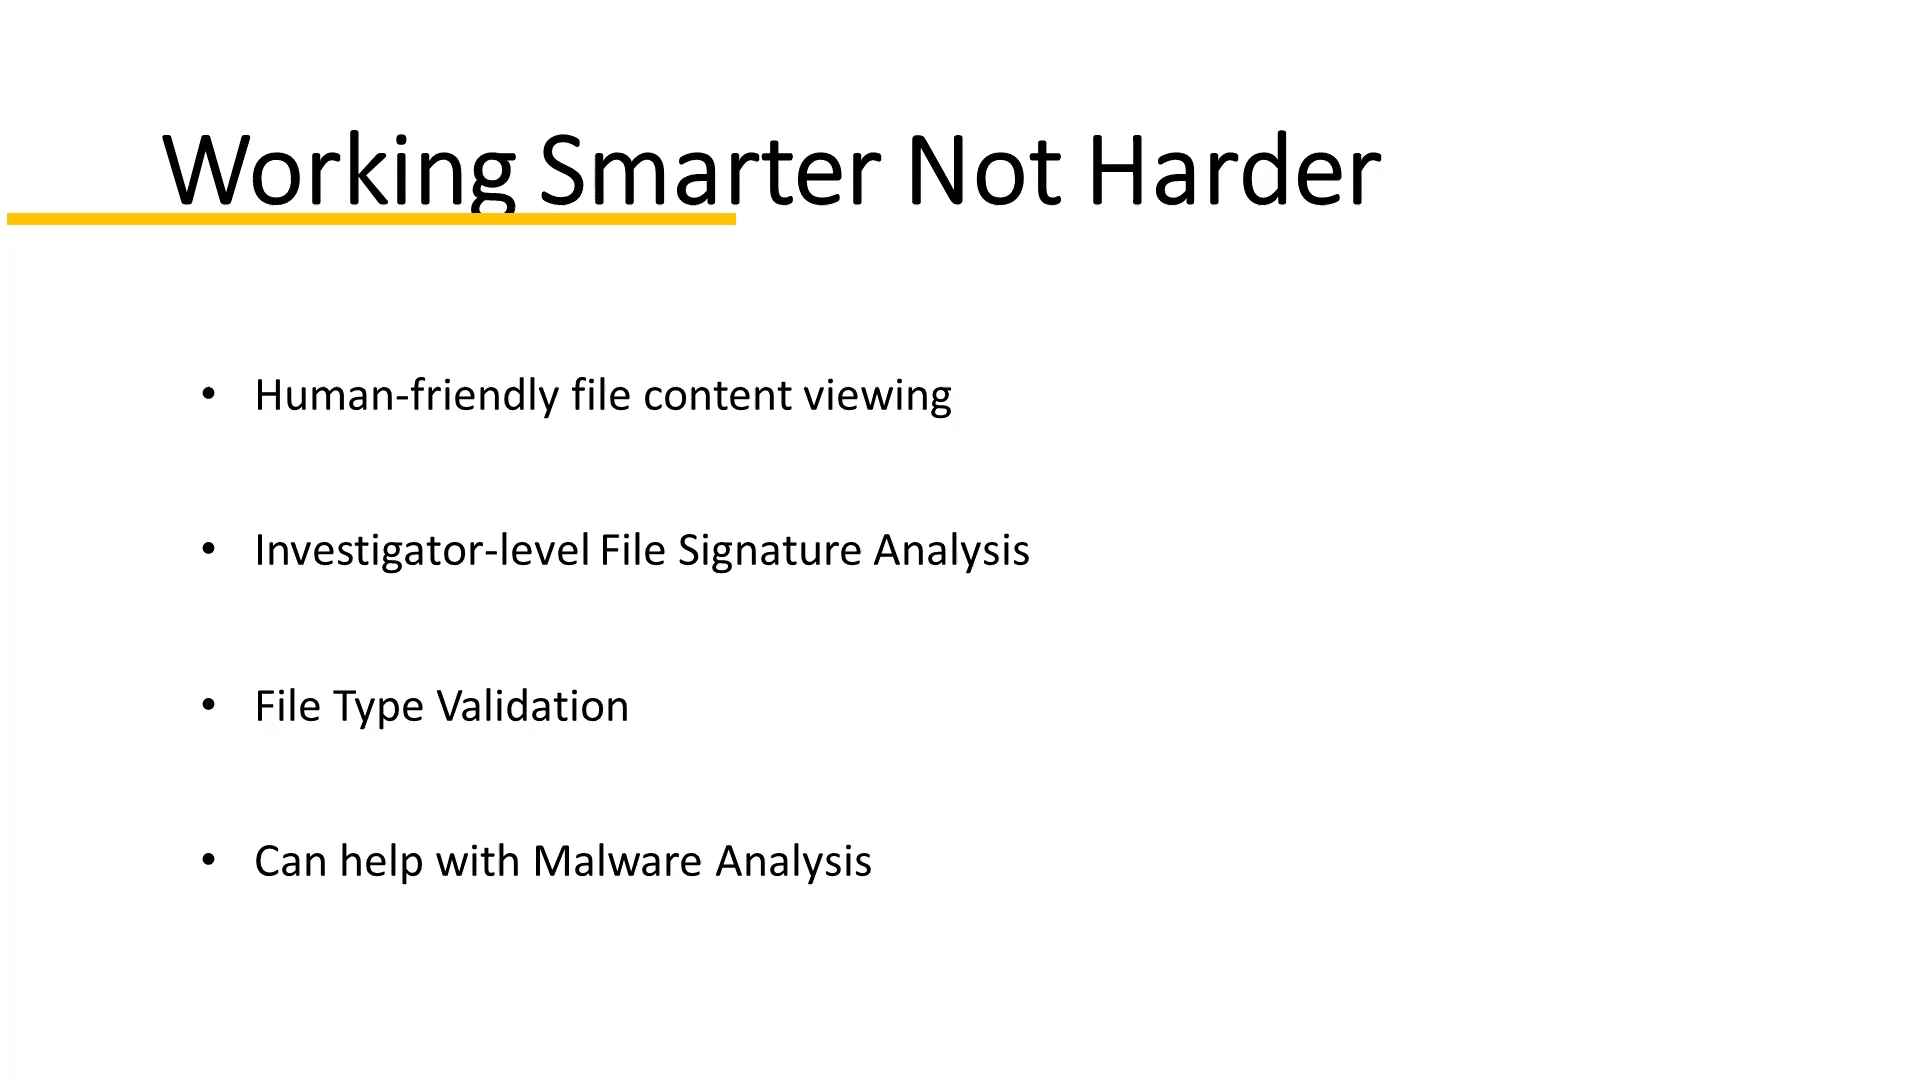 Working Smarter Not Harder
• Human-friendly file content viewing
• Investigator-level File Signature Analysis
• File Type Validation
• Can help with Malware Analysis